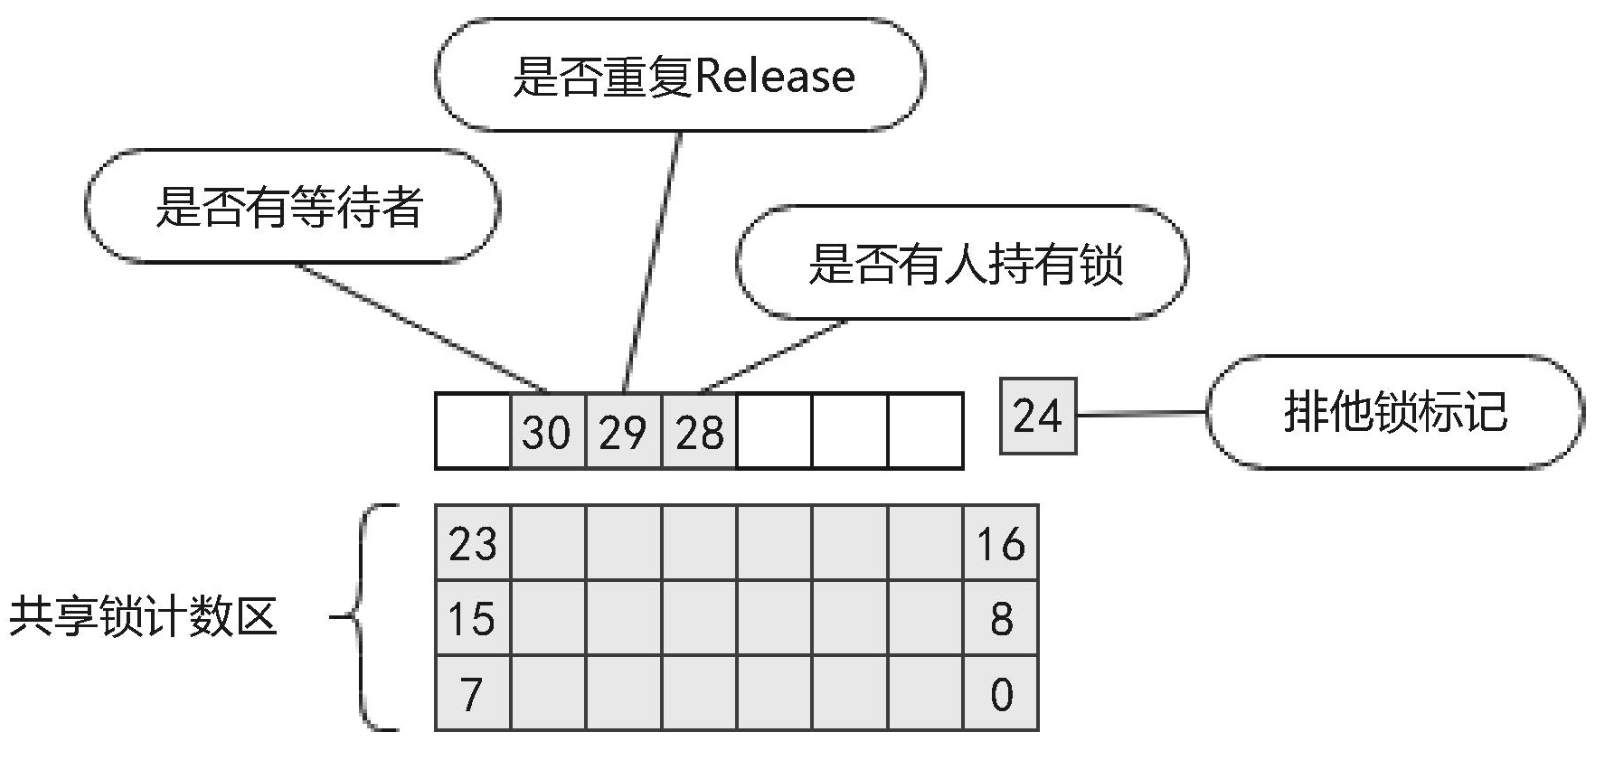 是否重复Release
是否有等待者
是否有人持有锁
30 29 28
24
排他锁标记
23 16
共享锁计数区
15 8
7 0